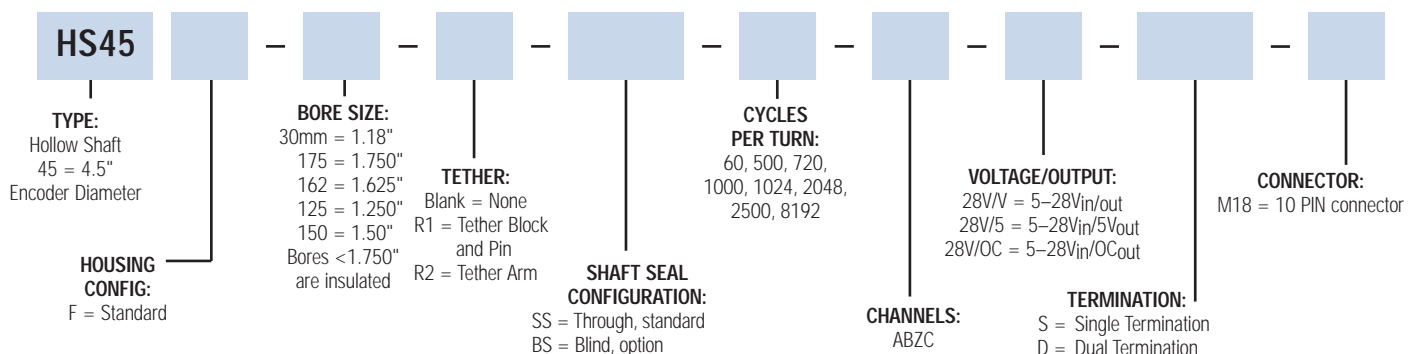 HS45
TYPE:
Hollow Shaft
45 = 4.5"
Encoder Diameter
HOUSING
CONFIG:
F = Standard
BORE SIZE:
30mm = 1.18"
175 = 1.750"
162 = 1.625"
125 = 1.250"
150 = 1.50"
Bores <1.750"
are insulated
TETHER:
Blank = None
R1 = Tether Block
and Pin
R2 = Tether Arm
SHAFT SEAL
CONFIGURATION:
SS = Through, standard
BS = Blind, option
CYCLES
PER TURN:
60, 500, 720,
1000, 1024, 2048,
2500, 8192
CHANNELS:
ABZC
VOLTAGE/OUTPUT:
28V/V = 5–28Vin/out
28V/5 = 5–28Vin/5Vout
28V/OC = 5–28Vin/OCout
TERMINATION:
S = Single Termination
D = Dual Termination
CONNECTOR:
M18 = 10 PIN connector